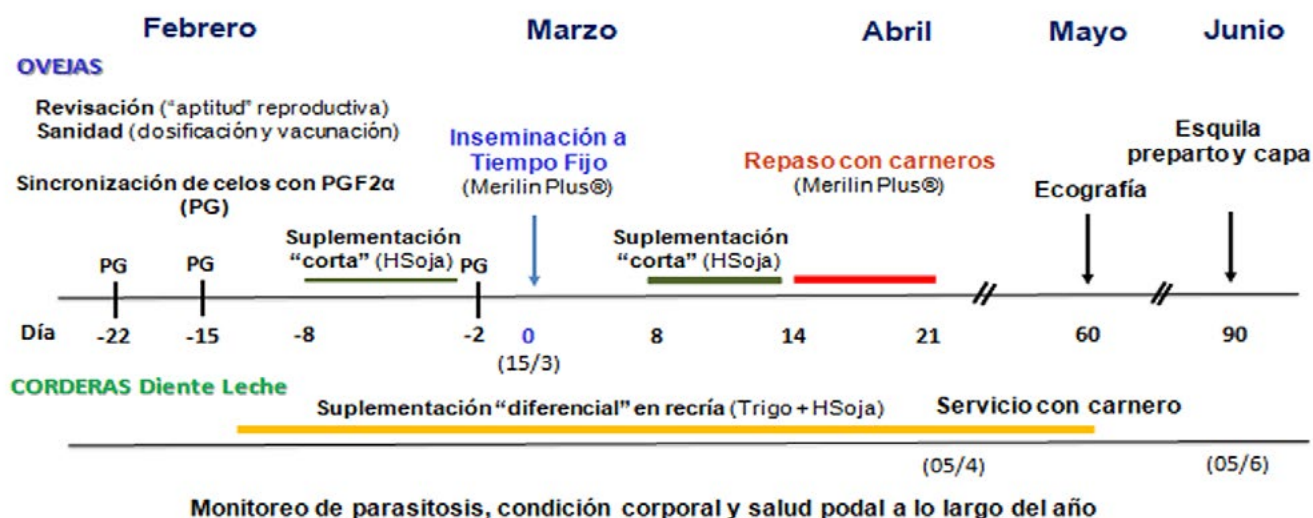 Febrero Marzo Abril Mayo Junio
OVEJAS
Revisación ("aptitud" reproductiva)
Sanidad (dosificación y vacunación)
Sincronización de celos con PGF2α
(PG)
Inseminación a
Tiempo Fijo
(Merilin Plus®)
Repaso con carneros
(Merilin Plus®)
Ecografía
Esquila
preparto y capa
PG PG
Suplementación
"corta" (HSoja)
PG
Suplementación
"corta" (HSoja)
Día -22 -15 -8 -2 0 8 14 21 60 90
(15/3)
CORDERAS Diente Leche
Suplementación "diferencial" en recría (Trigo + HSoja)
Servicio con carnero
(05/4) (05/6)
Monitoreo de parasitosis, condición corporal y salud podal a lo largo del año